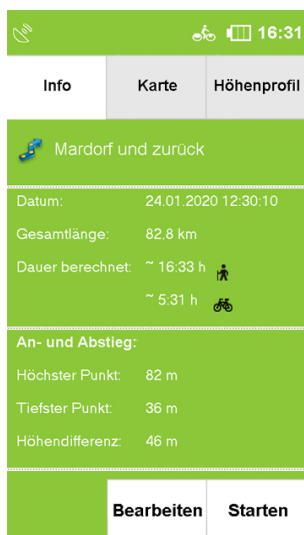 16:31
Info Karte Höhenprofil
Mardorf und zurück
Datum: 24.01.2020 12:30:10
Gesamtlänge: 82,8 km
Dauer berechnet: ~ 16:33 h
~ 5:31 h
An- und Abstieg:
Höchster Punkt: 82 m
Tiefster Punkt: 36 m
Höhendifferenz: 46 m
Bearbeiten Starten